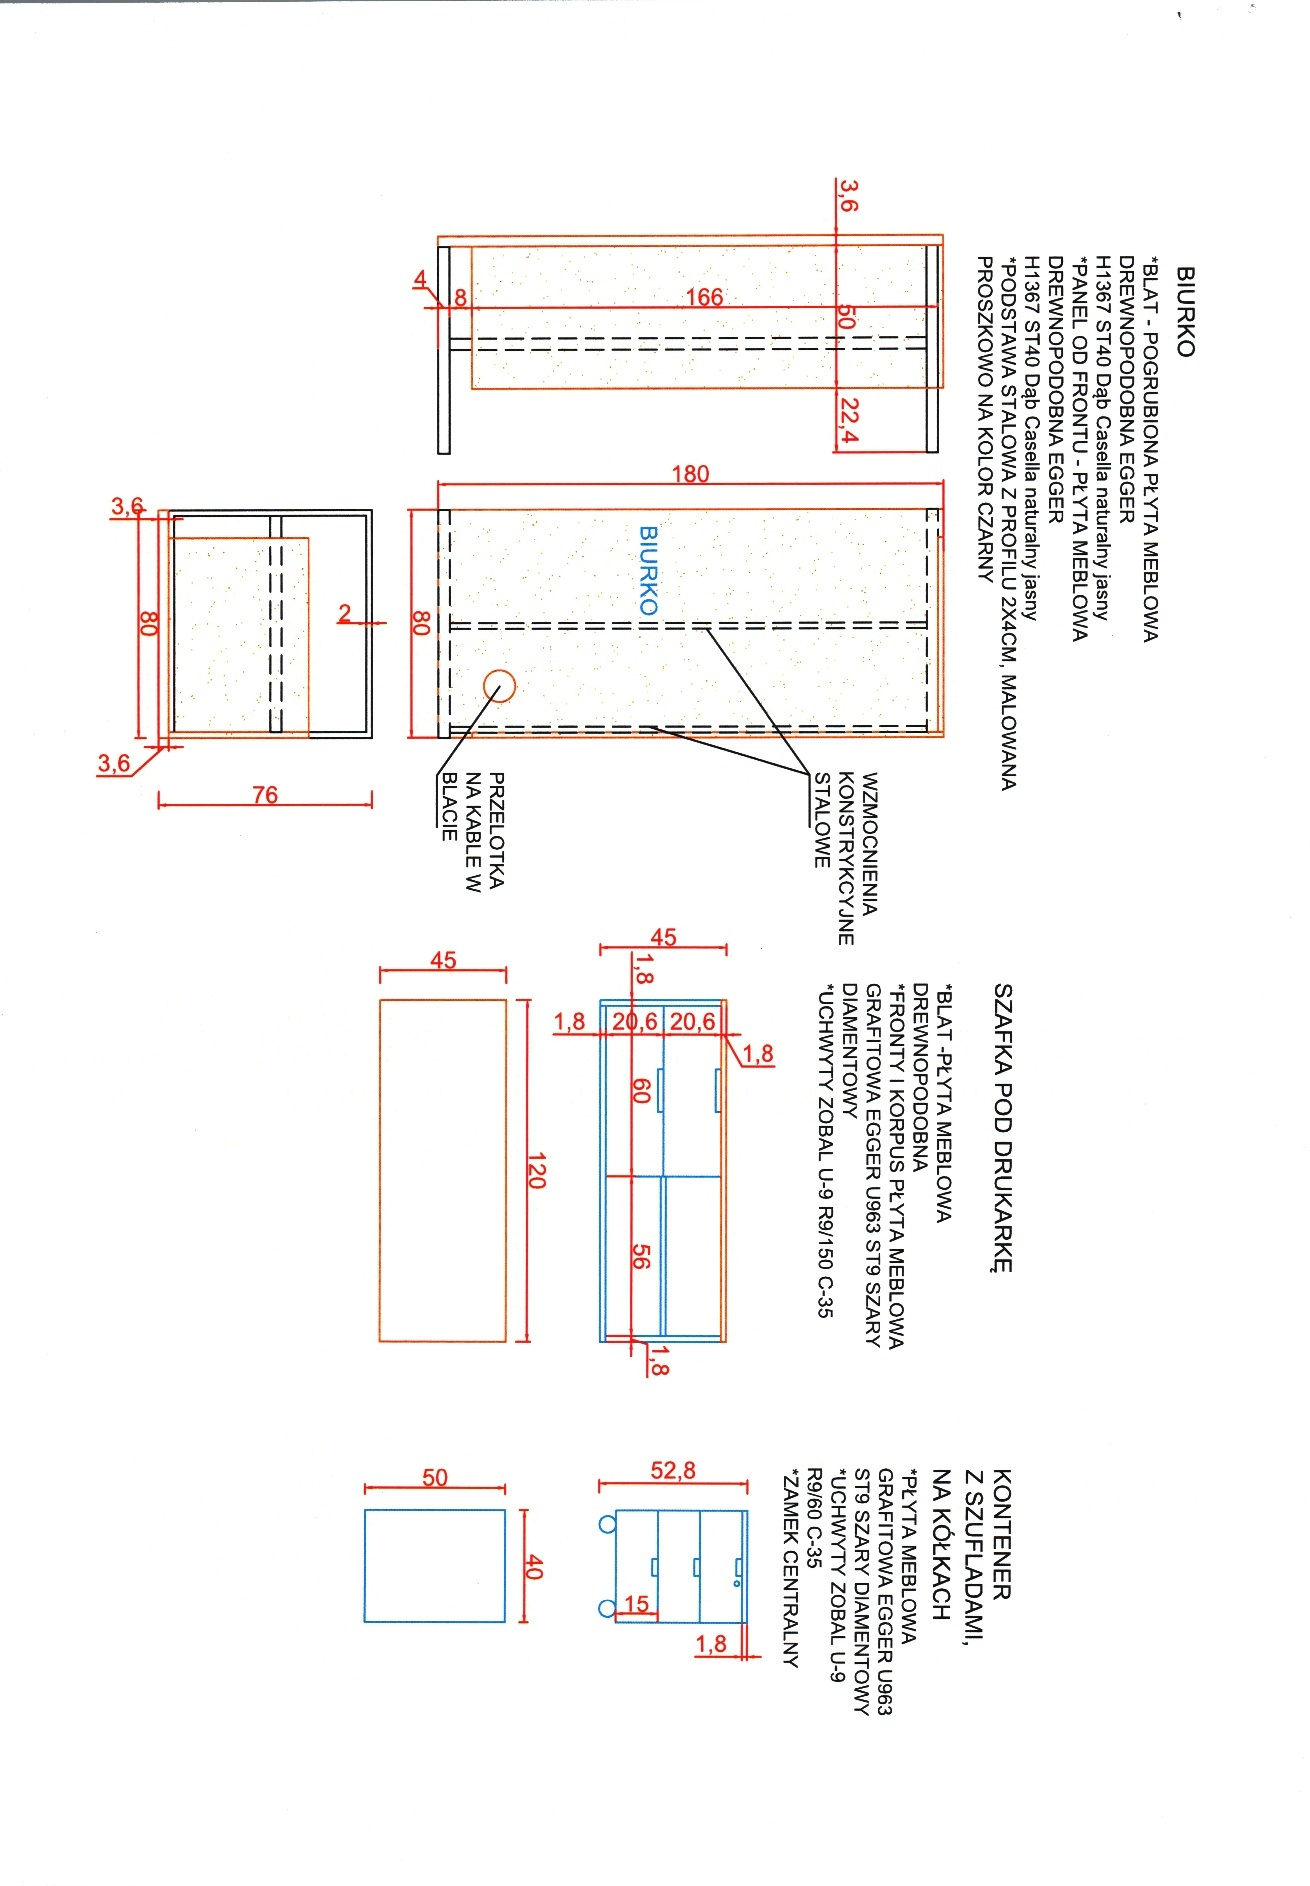 BIURKO
*BLAT - POGRUBIONA PŁYTA MEBLOWA
DREWNOPODOBNA EGGER
H1367 ST40 Dąb Casella naturalny jasny
*PANEL OD FRONTU - PŁYTA MEBLOWA
DREWNOPODOBNA EGGER
H1367 ST40 Dąb Casella naturalny jasny
*PODSTAWA STALOWA Z PROFILU 2X4CM, MALOWANA
PROSZKOWO NA KOLOR CZARNY
3,6
50
22,4
166
8
4
180
BIURKO
80
WZMOCNIENIA
KONSTRYKCYJNE
STALOWE
PRZELOTKA
NA KABLE W
BLACIE
3,6
2
80
3,6
76
SZAFKA POD DRUKARKĘ
*BLAT -PŁYTA MEBLOWA
DREWNOPODOBNA
*FRONTY I KORPUS PŁYTA MEBLOWA
GRAFITOWA EGGER U963 ST9 SZARY
DIAMENTOWY
*UCHWYTY ZOBAL U-9 R9/150 C-35
45
1,8
1,8
20,6
20,6
1,8
60
56
1,8
45
120
KONTENER
Z SZUFLADAMI,
NA KÓŁKACH
*PŁYTA MEBLOWA
GRAFITOWA EGGER U963
ST9 SZARY DIAMENTOWY
*UCHWYTY ZOBAL U-9
R9/60 C-35
*ZAMEK CENTRALNY
52,8
15
1,8
50
40